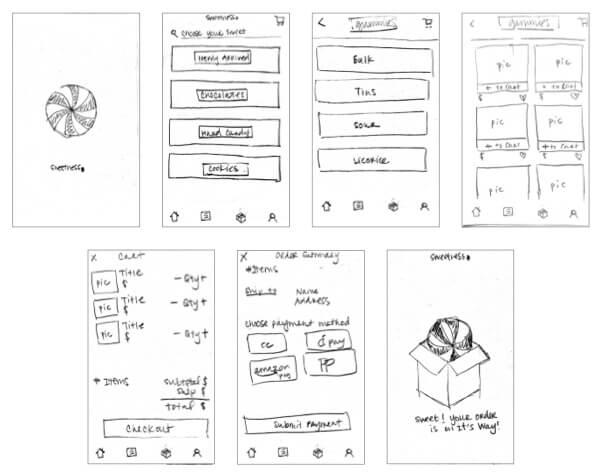 sweetness.
sweetness.
choose your sweet
Newly Arrived
Chocolates
Hard Candy
Cookies
gummies
Bulk
Tins
Sour
Licorice
gummies
pic pic
+ to Cart + to Cart
$ $
pic pic
+ to Cart + to Cart
$ $
pic pic
X Cart
pic Title $ - Qty +
pic Title $ - Qty +
pic Title $ - Qty +
# Items subtotal $
Ship $
total $
Checkout
X Order Summary
# Items
Ship to Name
Address
choose payment method
cc pay
amazon pay PP
Submit Payment
sweetness.
sweet! your order
is on it's way!